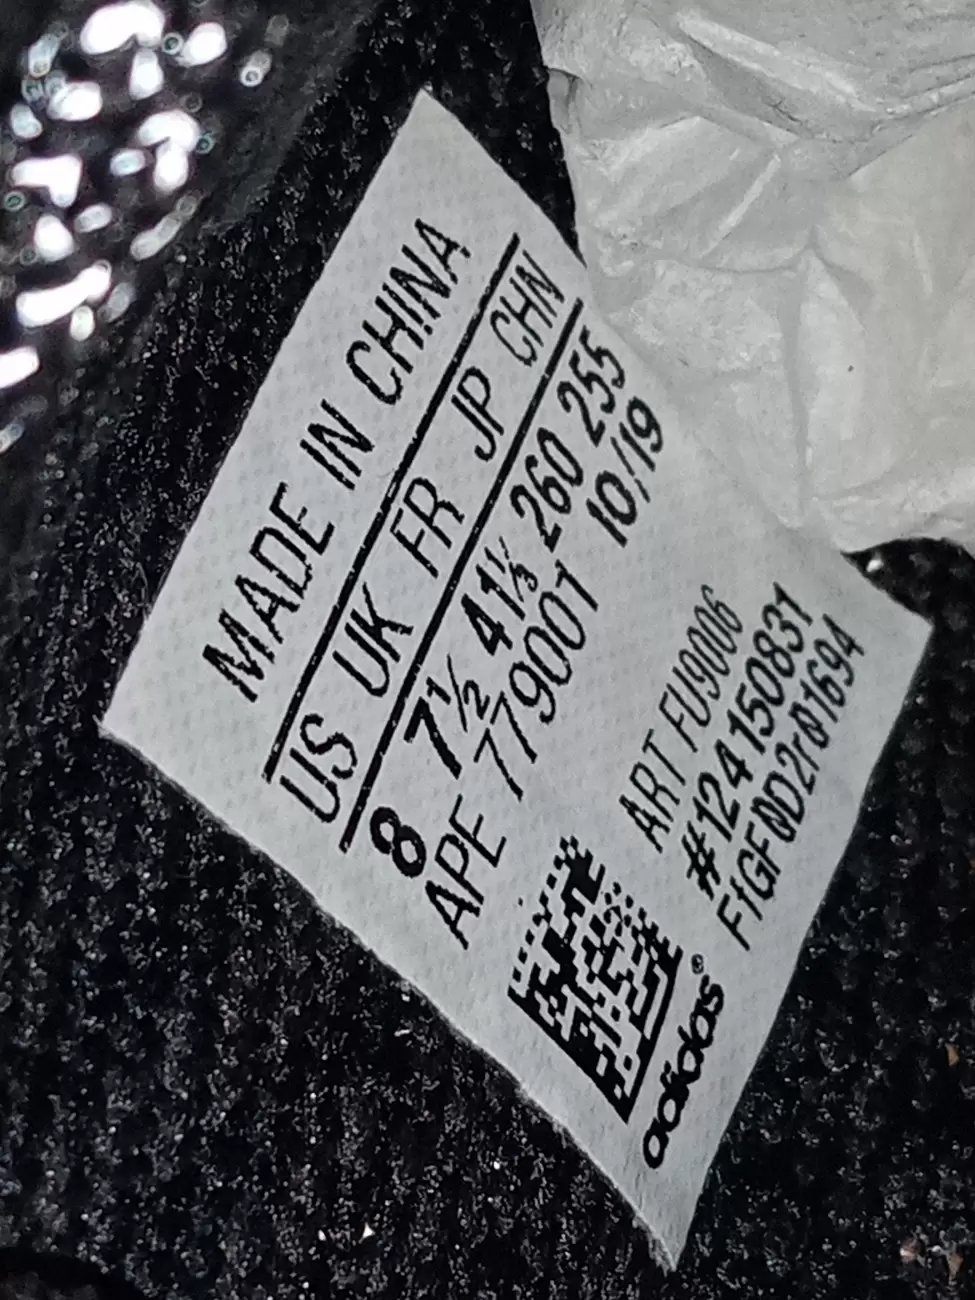 MADE IN CHINA
US UK FR JP CHN
8 7½ 41⅓ 260 255
APE 779001 10/19
ART FU9006
#124150831
F1GF0D2r01694
adidas®